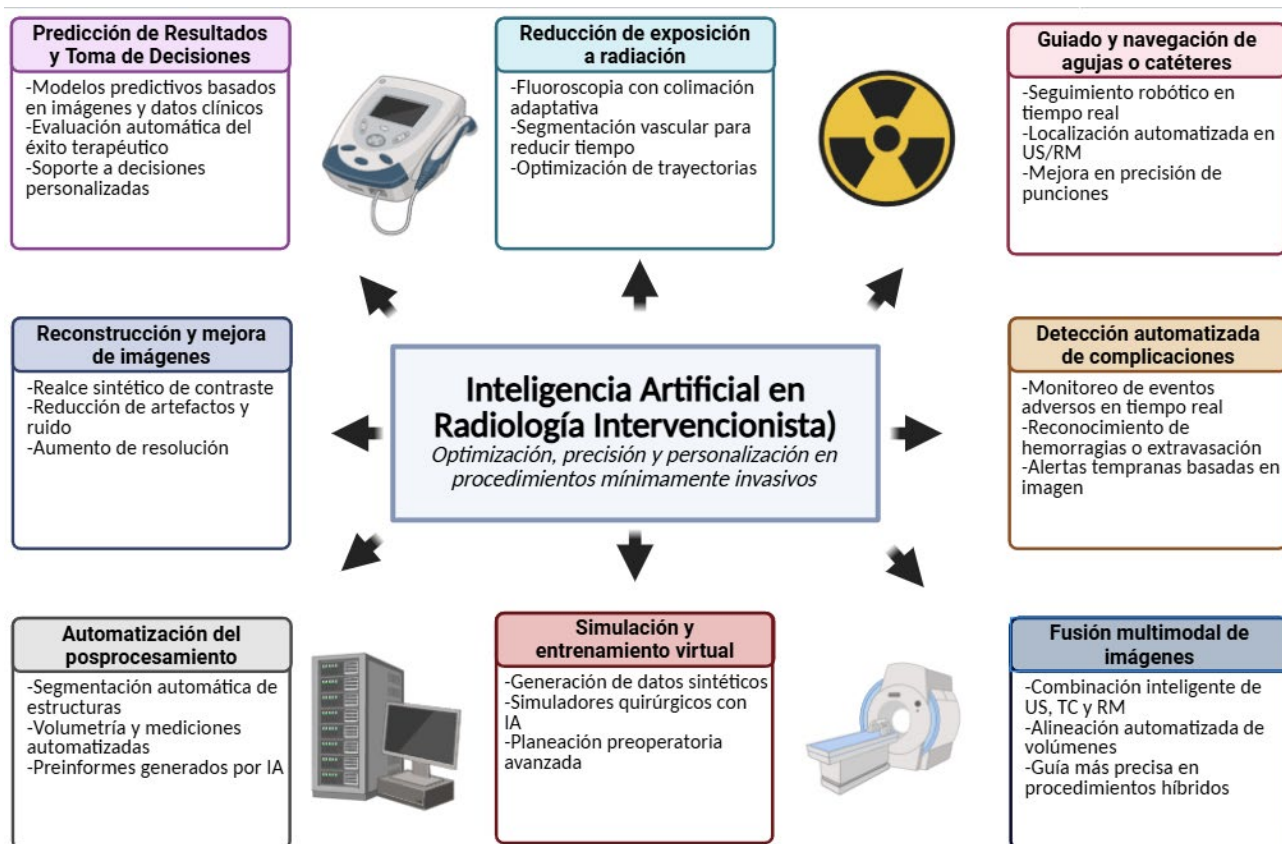 Predicción de Resultados
y Toma de Decisiones
-Modelos predictivos basados
en imágenes y datos clínicos
-Evaluación automática del
éxito terapéutico
-Soporte a decisiones
personalizadas
Reducción de exposición
a radiación
-Fluoroscopia con colimación
adaptativa
-Segmentación vascular para
reducir tiempo
-Optimización de trayectorias
Guiado y navegación de
agujas o catéteres
-Seguimiento robótico en
tiempo real
-Localización automatizada en
US/RM
-Mejora en precisión de
punciones
Reconstrucción y mejora
de imágenes
-Realce sintético de contraste
-Reducción de artefactos y
ruido
-Aumento de resolución
Inteligencia Artificial en
Radiología Intervencionista)
Optimización, precisión y personalización en
procedimientos mínimamente invasivos
Detección automatizada
de complicaciones
-Monitoreo de eventos
adversos en tiempo real
-Reconocimiento de
hemorragias o extravasación
-Alertas tempranas basadas en
imagen
Automatización del
posprocesamiento
-Segmentación automática de
estructuras
-Volumetría y mediciones
automatizadas
-Preinformes generados por IA
Simulación y
entrenamiento virtual
-Generación de datos sintéticos
-Simuladores quirúrgicos con
IA
-Planeación preoperatoria
avanzada
Fusión multimodal de
imágenes
-Combinación inteligente de
US, TC y RM
-Alineación automatizada de
volúmenes
-Guía más precisa en
procedimientos híbridos